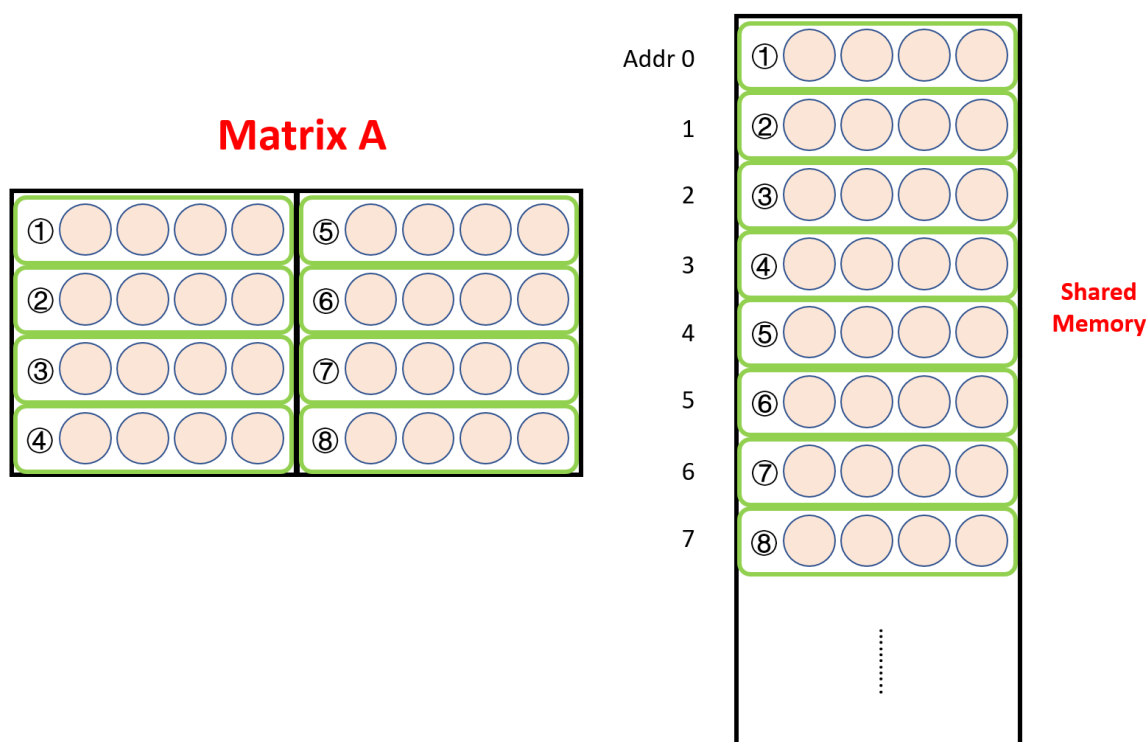 Matrix A
① ⑤
② ⑥
③ ⑦
④ ⑧
Addr 0 ①
1 ②
2 ③
3 ④
4 ⑤
5 ⑥
6 ⑦
7 ⑧
Shared
Memory